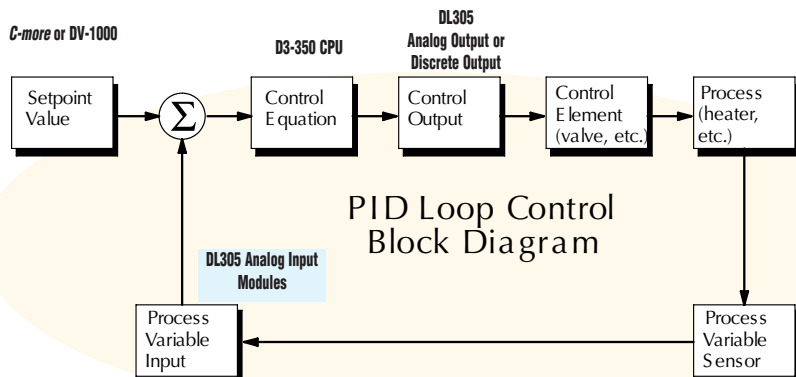 C-more or DV-1000
D3-350 CPU
DL305
Analog Output or
Discrete Output
Setpoint
Value
Σ
Control
Equation
Control
Output
Control
Element
(valve, etc.)
Process
(heater,
etc.)
PID Loop Control
Block Diagram
DL305 Analog Input
Modules
Process
Variable
Input
Process
Variable
Sensor